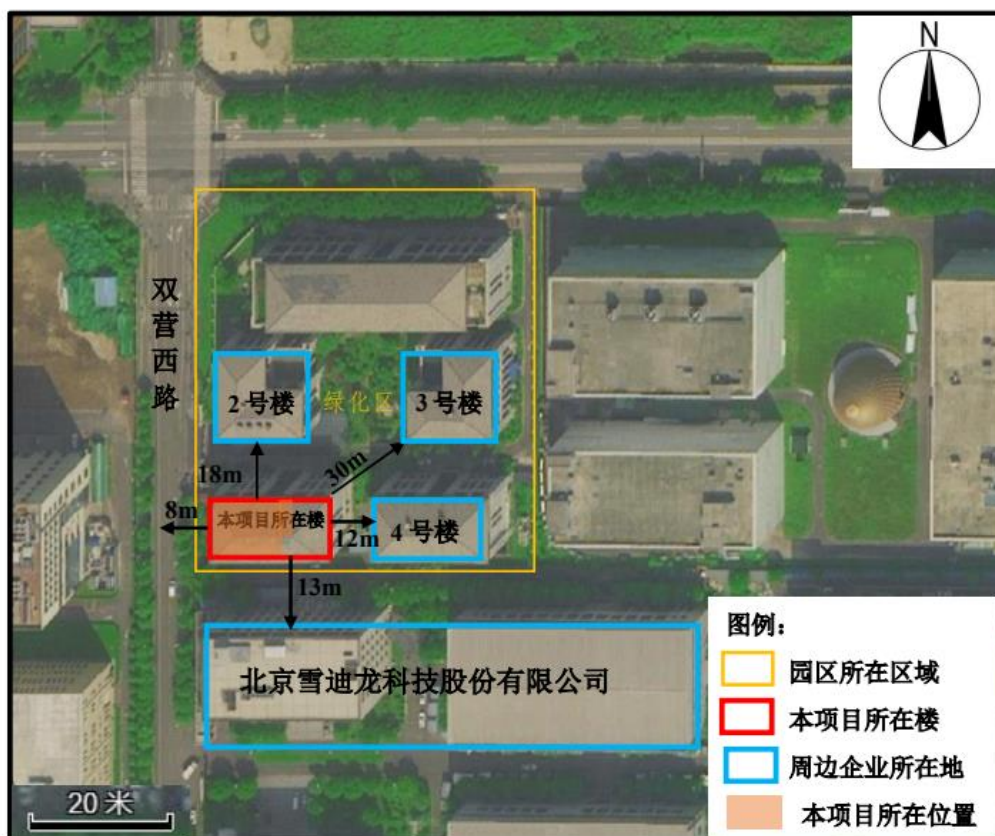 N
双营西路
2 号楼
绿化区
3 号楼
18m
30m
8m
本项目所在楼
12m
4 号楼
13m
北京雪迪龙科技股份有限公司
图例：
园区所在区域
本项目所在楼
周边企业所在地
本项目所在位置
20 米